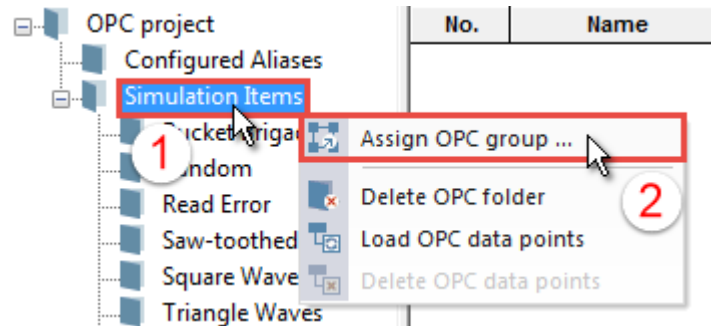 OPC project
No. Name
Configured Aliases
Simulation Items
1
Assign OPC group ...
Read Error
Delete OPC folder
2
Saw-toothed
Load OPC data points
Square Wave
Delete OPC data points
Triangle Waves